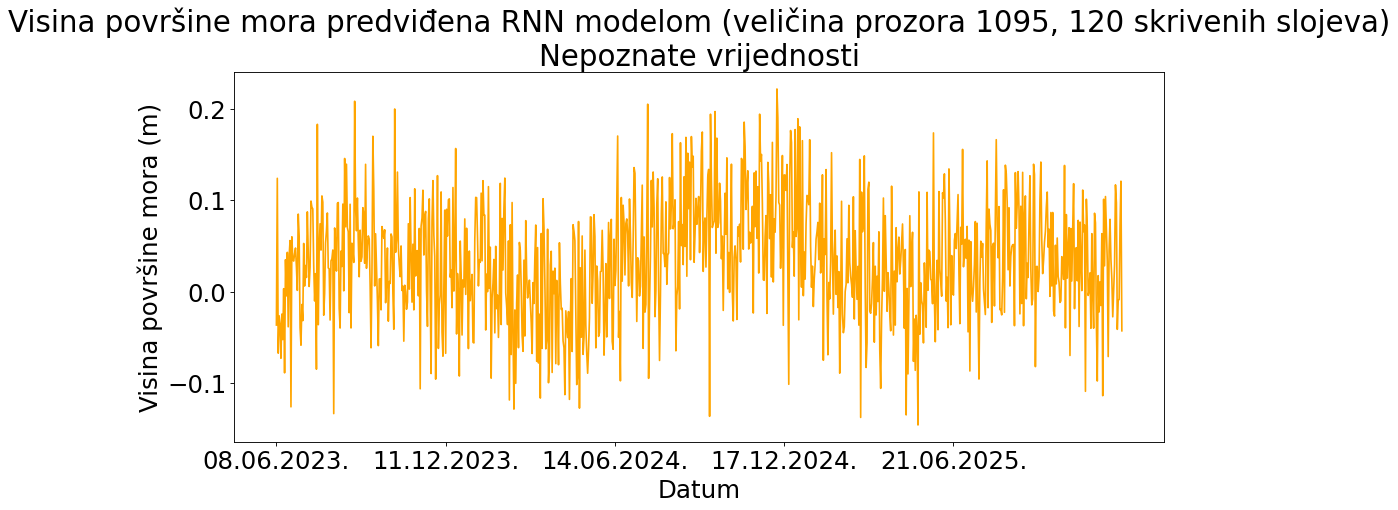 Visina površine mora predviđena RNN modelom (veličina prozora 1095, 120 skrivenih slojeva)
Nepoznate vrijednosti
Visina površine mora (m)
0.2
0.1
0.0
−0.1
08.06.2023. 11.12.2023. 14.06.2024. 17.12.2024. 21.06.2025.
Datum